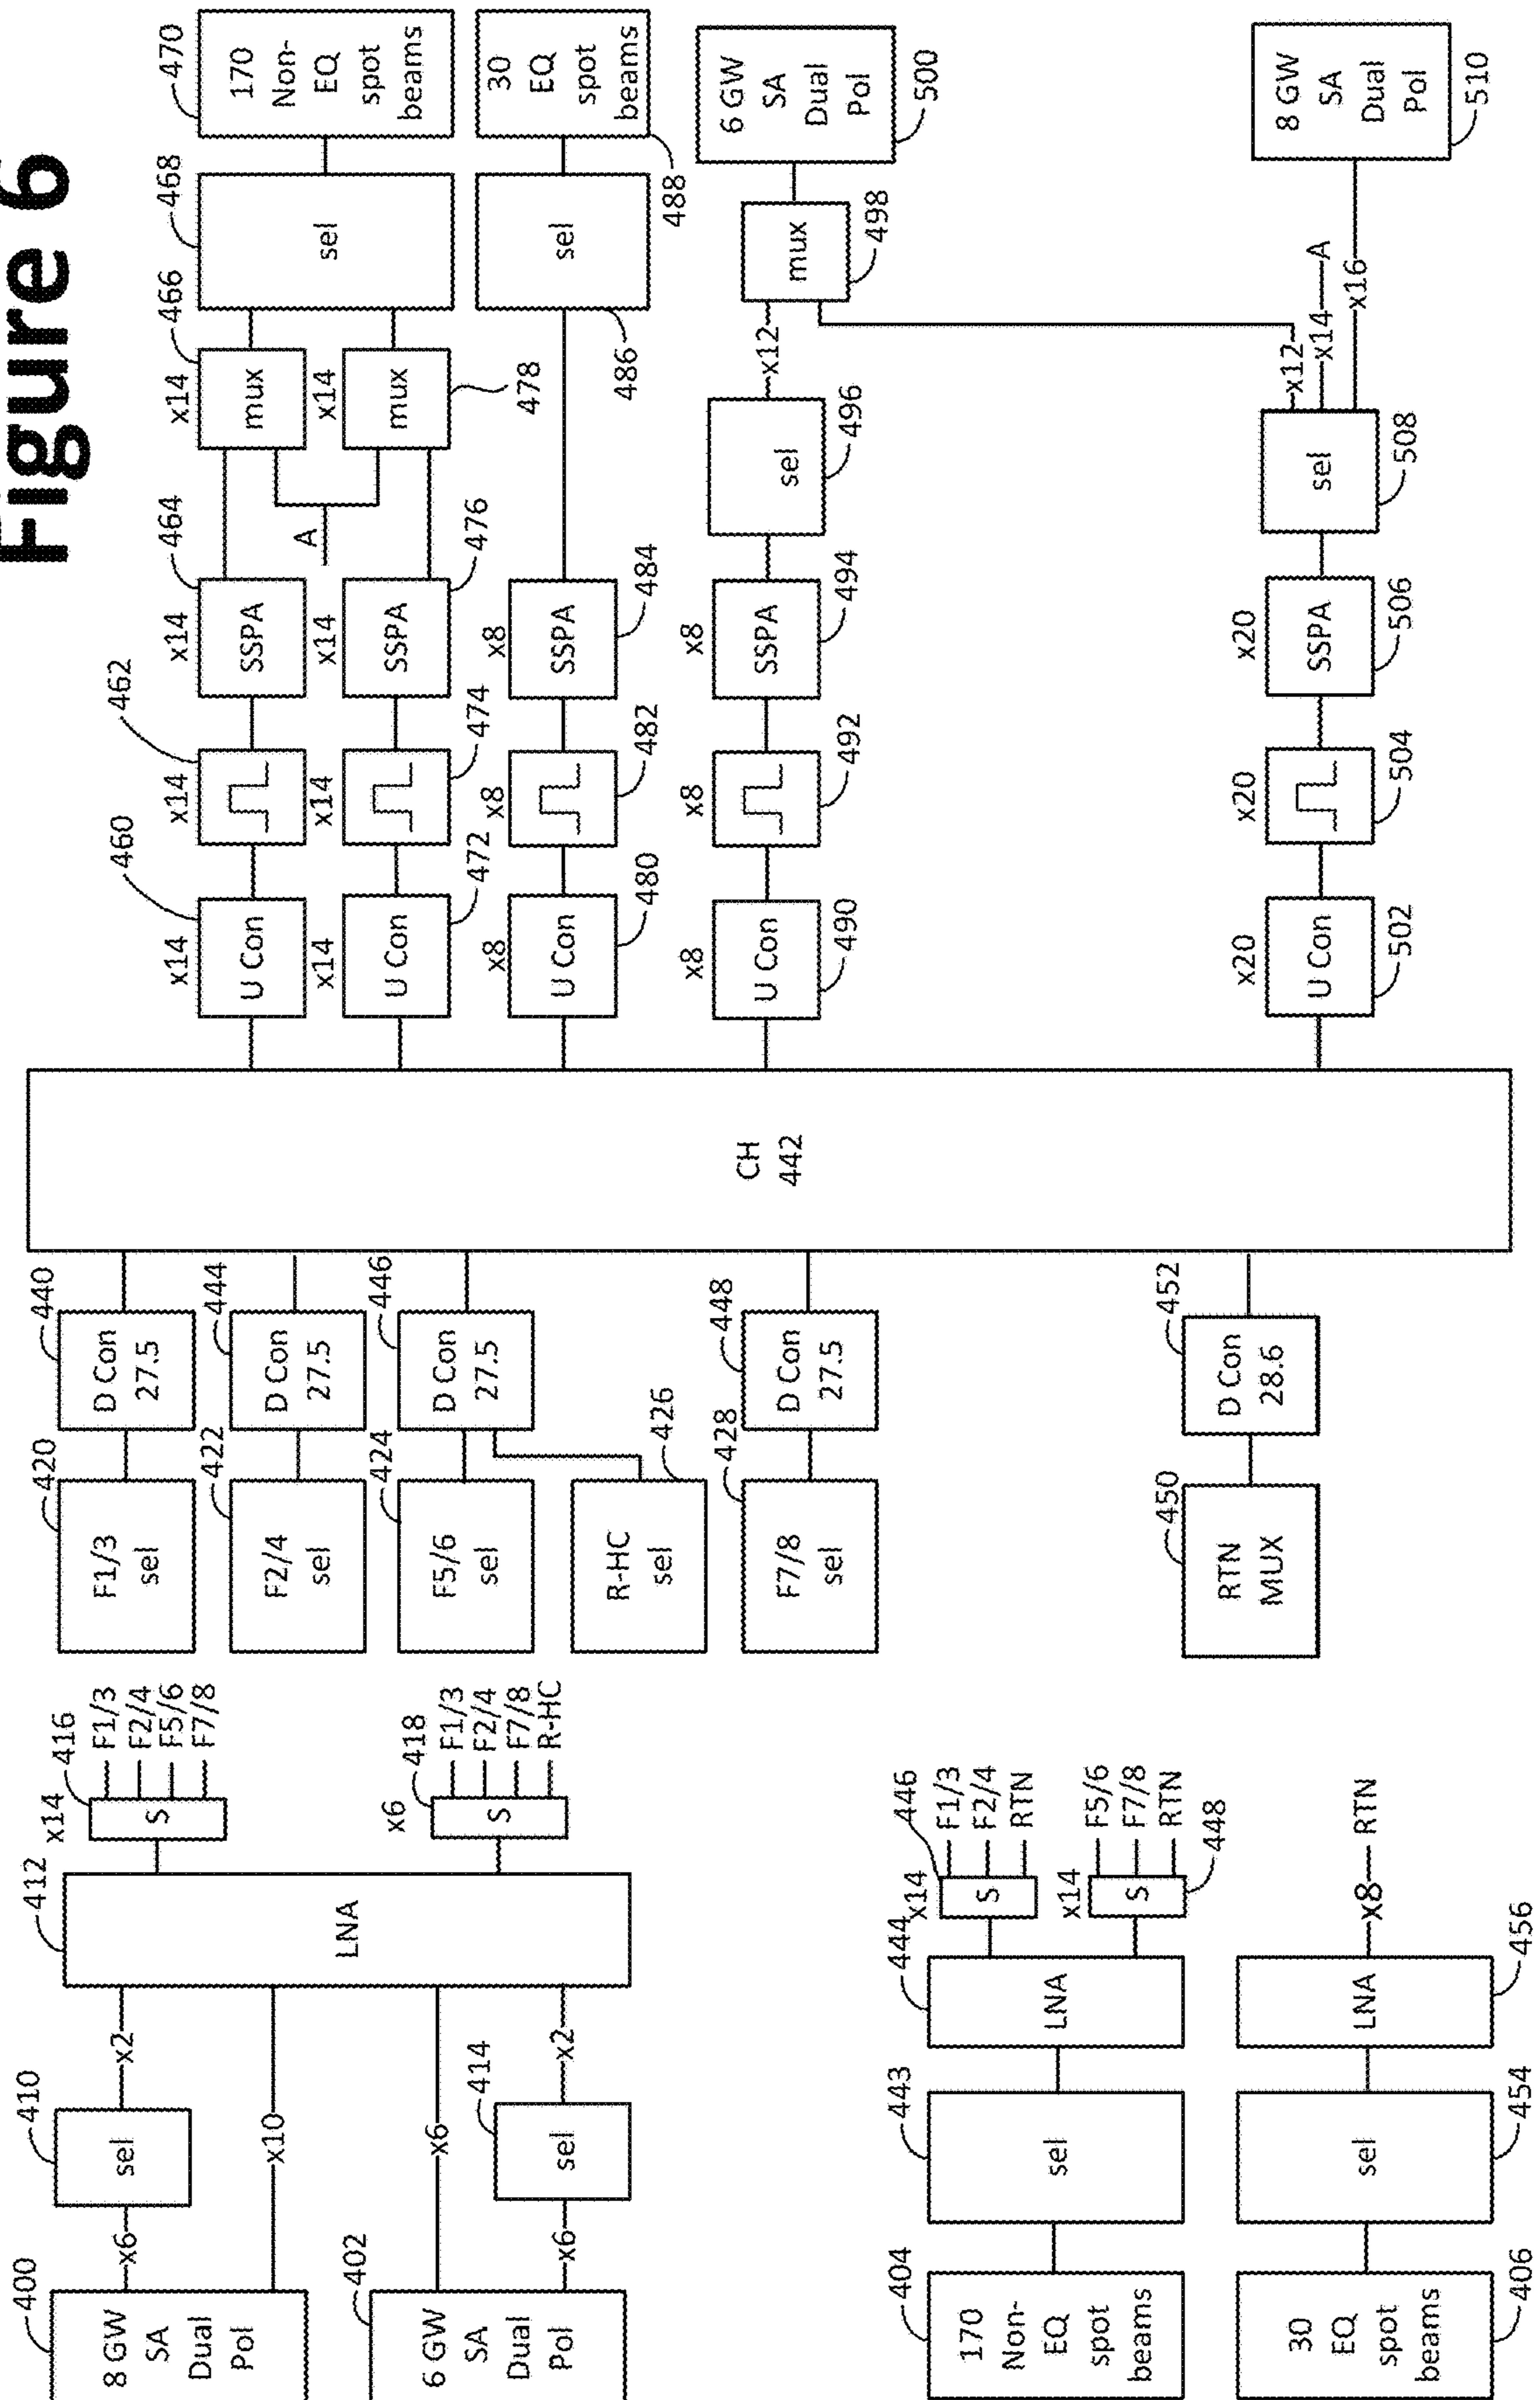 Figure 6
400
8 GW
SA
Dual
Pol
x6
410
sel
x2
x10
412
LNA
402
6 GW
SA
Dual
Pol
x6
x6
414
sel
x2
x14
416
S
F1/3
F2/4
F5/6
F7/8
x6
418
S
F1/3
F2/4
F7/8
R-HC
404
170
Non-
EQ
spot
beams
443
sel
444
LNA
x14
446
S
F1/3
F2/4
RTN
x14
448
S
F5/6
F7/8
RTN
406
30
EQ
spot
beams
454
sel
456
LNA
x8
RTN
420
F1/3
sel
440
D Con
27.5
422
F2/4
sel
444
D Con
27.5
424
F5/6
sel
446
D Con
27.5
426
R-HC
sel
428
F7/8
sel
448
D Con
27.5
450
RTN
MUX
452
D Con
28.6
CH
442
x14
460
U Con
x14
462
x14
464
SSPA
x14
466
mux
468
sel
470
170
Non-
EQ
spot
beams
A
x14
472
U Con
x14
474
x14
476
SSPA
x14
478
mux
x8
480
U Con
x8
482
x8
484
SSPA
486
sel
488
30
EQ
spot
beams
x8
490
U Con
x8
492
x8
494
SSPA
496
sel
x12
498
mux
500
6 GW
SA
Dual
Pol
x20
502
U Con
x20
504
x20
506
SSPA
508
sel
x12
x14
A
x16
510
8 GW
SA
Dual
Pol